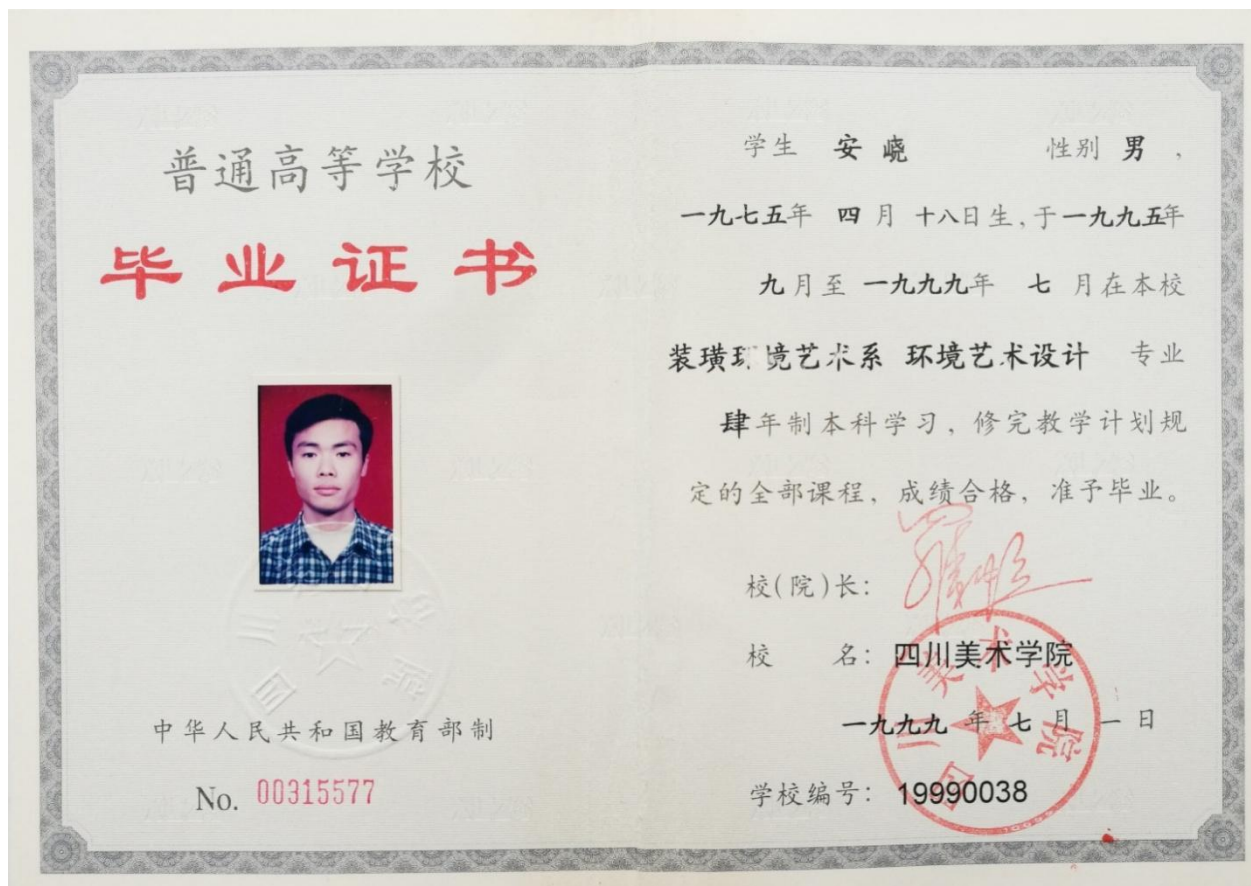 普通高等学校
毕业证书
中华人民共和国教育部制
No. 00315577
学生 安峣 性别 男，
一九七五年 四月 十八日生，于一九九五年
九月至 一九九九年 七月在本校
装璜环境艺术系 环境艺术设计 专业
肆年制本科学习，修完教学计划规
定的全部课程，成绩合格，准予毕业。
校(院)长：
校 名：四川美术学院
一九九九年七月一日
学校编号：19990038
四川美术学院